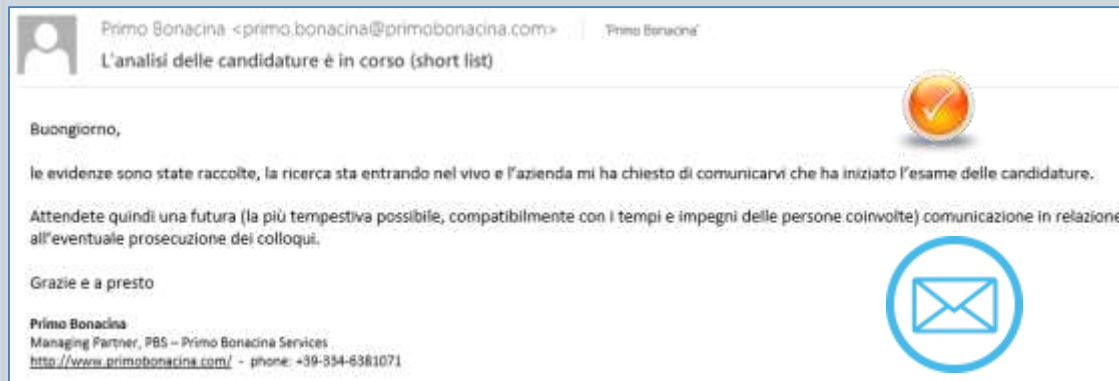 Primo Bonacina <primo.bonacina@primobonacina.com> 'Primo Bonacina'
L'analisi delle candidature è in corso (short list)
Buongiorno,
le evidenze sono state raccolte, la ricerca sta entrando nel vivo e l'azienda mi ha chiesto di comunicarvi che ha iniziato l'esame delle candidature.
Attendete quindi una futura (la più tempestiva possibile, compatibilmente con i tempi e impegni delle persone coinvolte) comunicazione in relazione
all'eventuale prosecuzione dei colloqui.
Grazie e a presto
Primo Bonacina
Managing Partner, PBS – Primo Bonacina Services
http://www.primobonacina.com/ - phone: +39-334-6381071